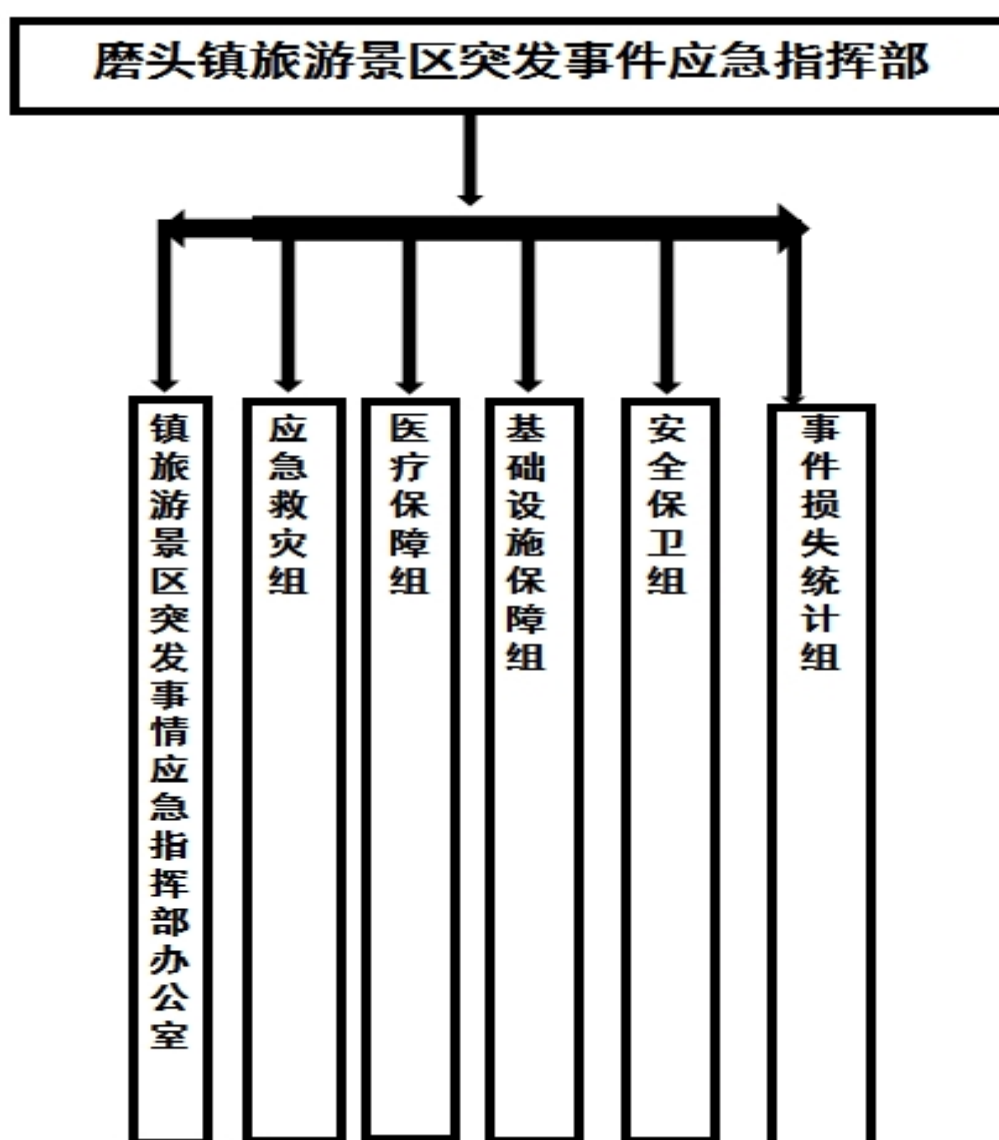 磨头镇旅游景区突发事件应急指挥部
镇旅游景区突发事情应急指挥部办公室
应急救灾组
医疗保障组
基础设施保障组
安全保卫组
事件损失统计组